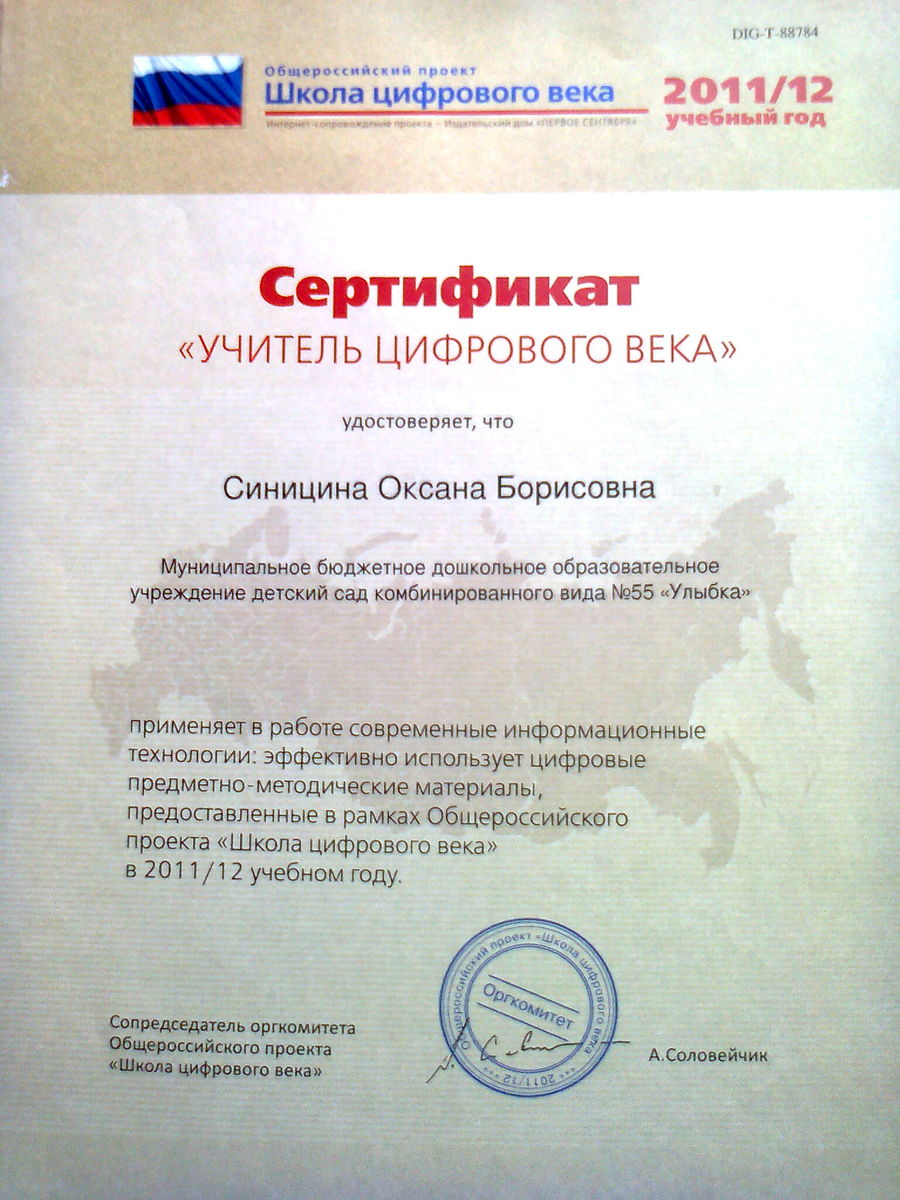 DIG-T-88784
Общероссийский проект
Школа цифрового века
Интернет-сопровождение проекта – Издательский дом «ПЕРВОЕ СЕНТЯБРЯ»
2011/12
учебный год
Сертификат
«УЧИТЕЛЬ ЦИФРОВОГО ВЕКА»
удостоверяет, что
Синицина Оксана Борисовна
Муниципальное бюджетное дошкольное образовательное
учреждение детский сад комбинированного вида №55 «Улыбка»
применяет в работе современные информационные
технологии: эффективно использует цифровые
предметно-методические материалы,
предоставленные в рамках Общероссийского
проекта «Школа цифрового века»
в 2011/12 учебном году.
Общероссийский проект «Школа цифрового века»
Оргкомитет
*** 2011/12 ***
Сопредседатель оргкомитета
Общероссийского проекта
«Школа цифрового века»
А.Соловейчик